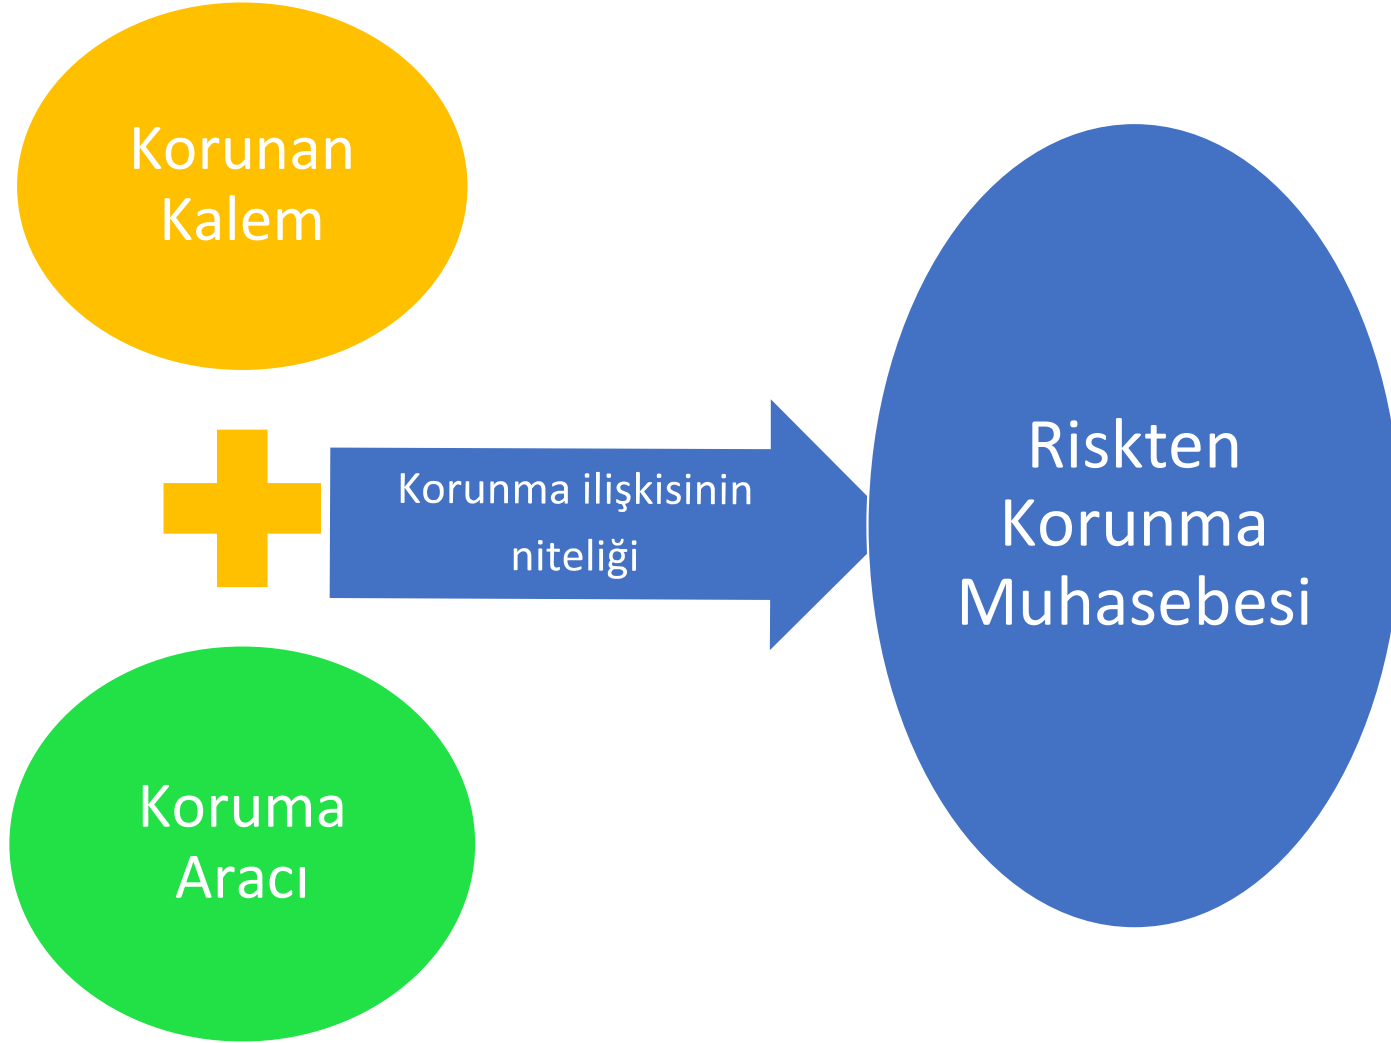 Korunan
Kalem
Korunma ilişkisinin
niteliği
Riskten
Korunma
Muhasebesi
Koruma
Aracı